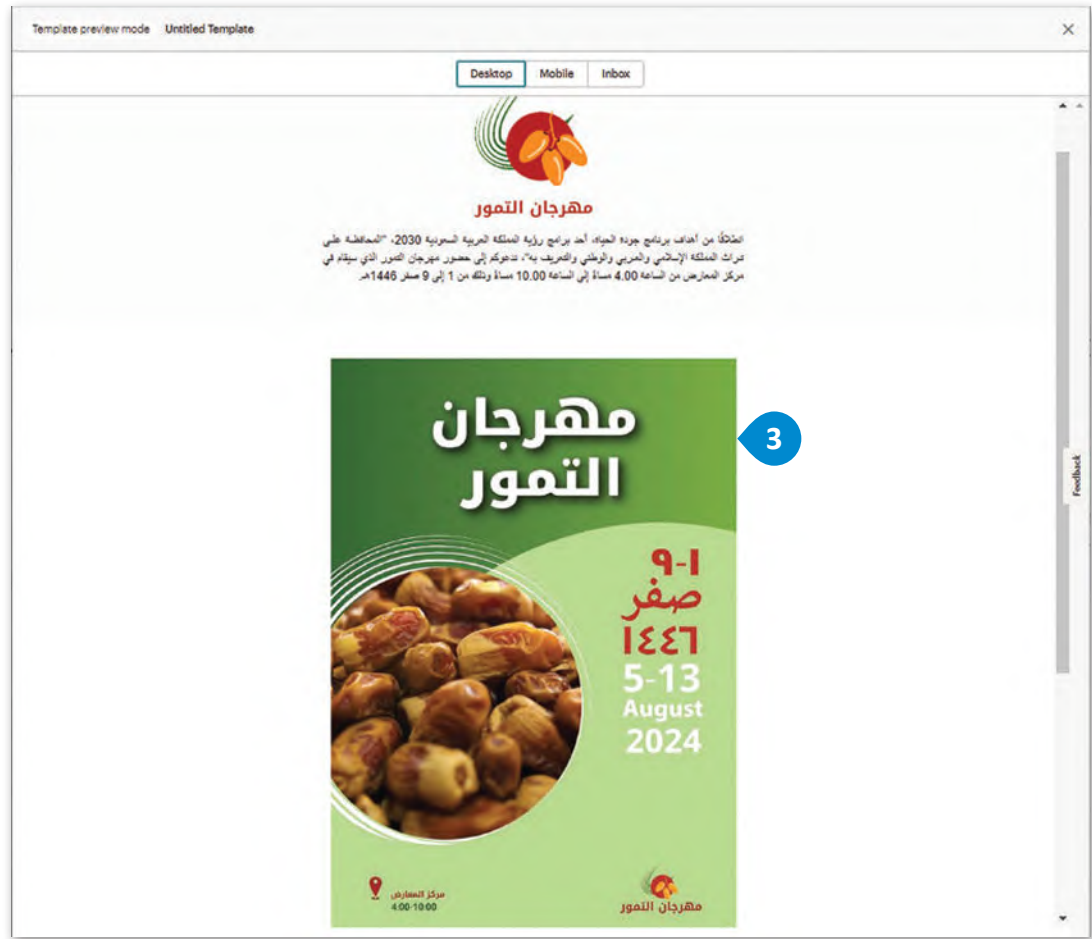 Template preview mode Untitled Template
Desktop Mobile Inbox
مهرجان التمور
انطلاقًا من أهداف برنامج جودة الحياة، أحد برامج رؤية المملكة العربية السعودية 2030، "المحافظة على
تراث المملكة الإسلامي والعربي والوطني والتعريف به"، ندعوكم إلى حضور مهرجان التمور الذي سيقام في
مركز المعارض من الساعة 4.00 مساءً إلى الساعة 10.00 مساءً وذلك من 1 إلى 9 صفر 1446هـ.
مهرجان
التمور
3
Feedback
١-٩
صفر
١٤٤٦
5-13
August
2024
مركز المعارض
4:00-10:00
مهرجان التمور